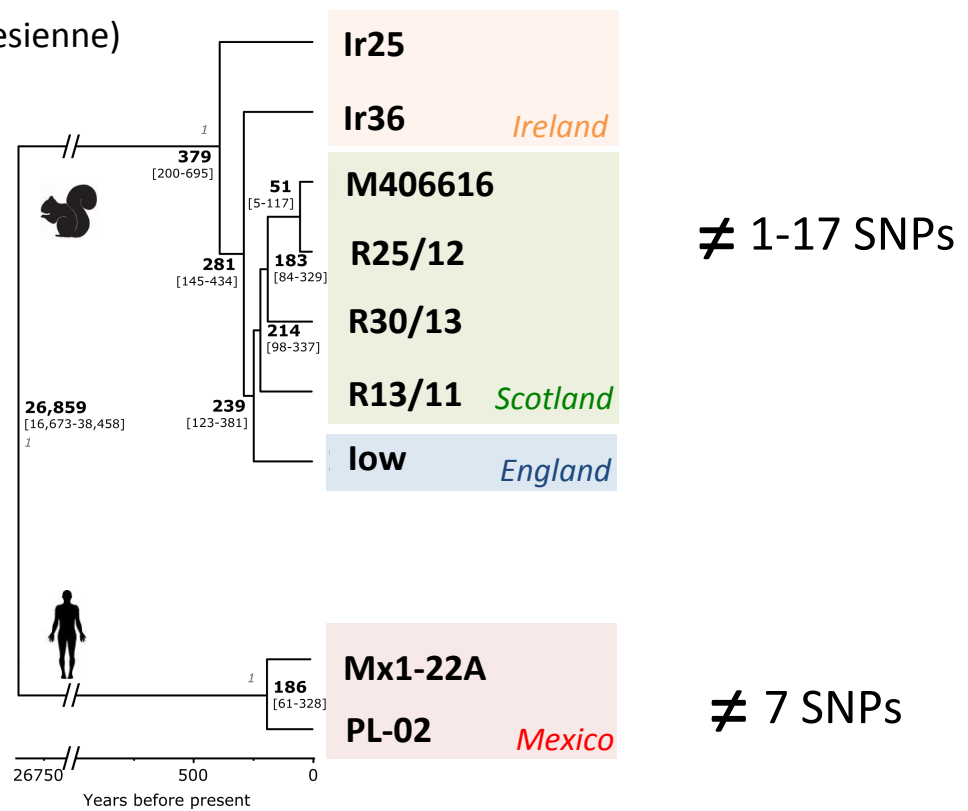 esienne)
Ir25
Ir36
Ireland
1
379
[200-695]
M406616
51
[5-117]
≠ 1-17 SNPs
R25/12
183
[84-329]
281
[145-434]
R30/13
214
[98-337]
R13/11
Scotland
26,859
[16,673-38,458]
1
239
[123-381]
low
England
Mx1-22A
1
186
[61-328]
≠ 7 SNPs
PL-02
Mexico
26750
500
0
Years before present